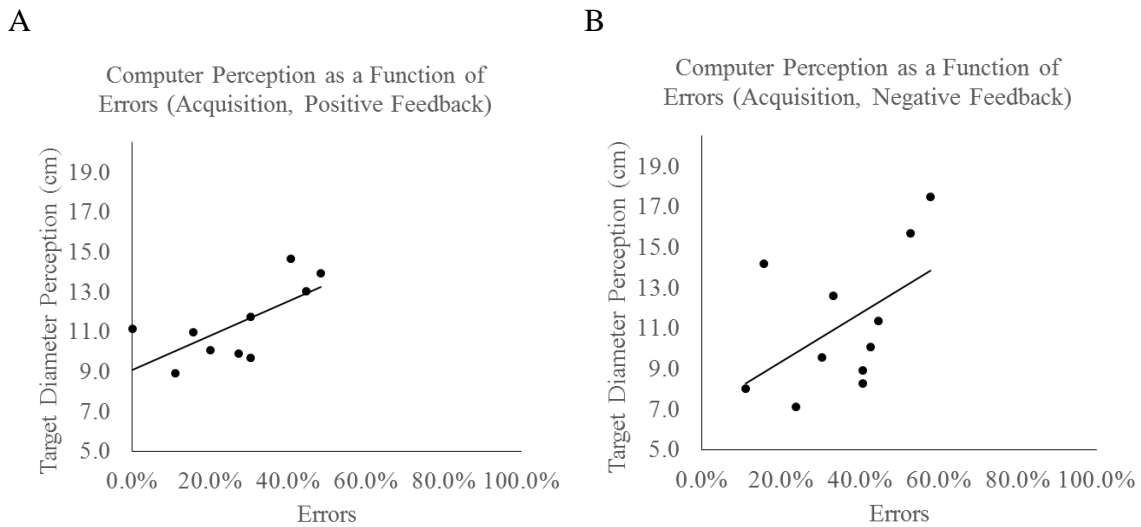 A
Computer Perception as a Function of
Errors (Acquisition, Positive Feedback)
Target Diameter Perception (cm)
19.0
17.0
15.0
13.0
11.0
9.0
7.0
5.0
0.0% 20.0% 40.0% 60.0% 80.0% 100.0%
Errors
B
Computer Perception as a Function of
Errors (Acquisition, Negative Feedback)
Target Diameter Perception (cm)
19.0
17.0
15.0
13.0
11.0
9.0
7.0
5.0
0.0% 20.0% 40.0% 60.0% 80.0% 100.0%
Errors